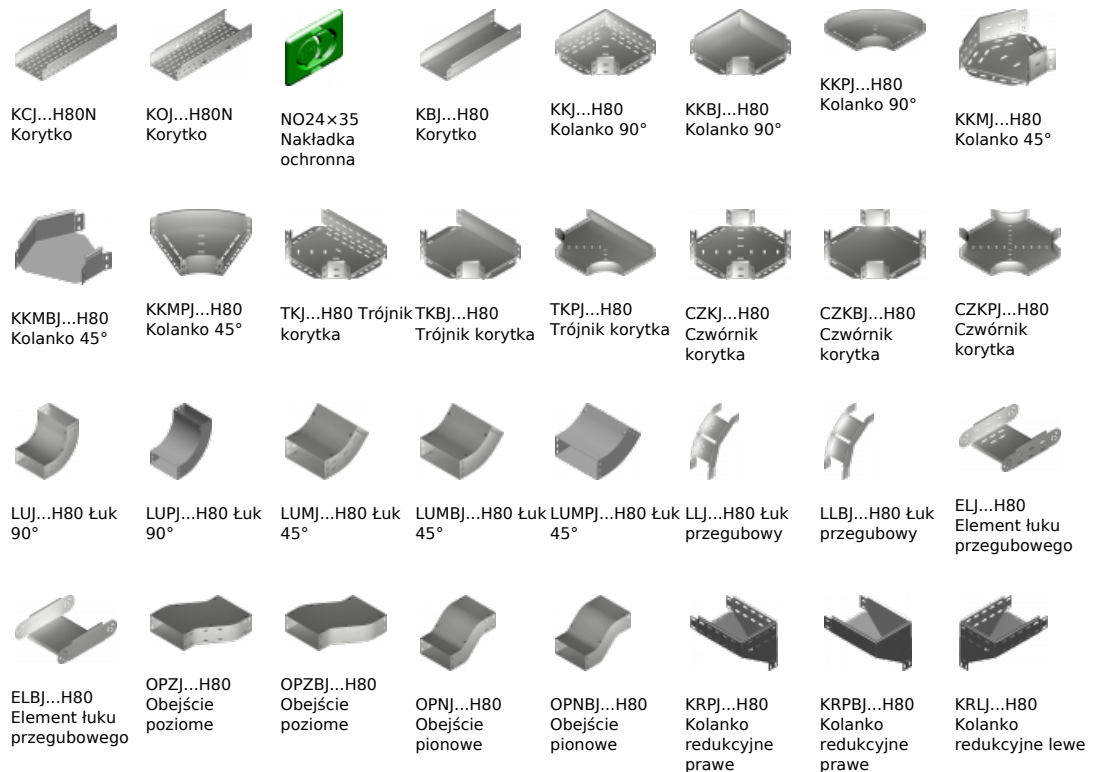 KCJ...H80N
Korytko
KOJ...H80N
Korytko
NO24×35
Nakładka
ochronna
KBJ...H80
Korytko
KKJ...H80
Kolanko 90°
KKBJ...H80
Kolanko 90°
KKPJ...H80
Kolanko 90°
KKMJ...H80
Kolanko 45°
KKMBJ...H80
Kolanko 45°
KKMPJ...H80
Kolanko 45°
TKJ...H80 Trójnik
korytka
TKBJ...H80
Trójnik korytka
TKPJ...H80
Trójnik korytka
CZKJ...H80
Czwórnik
korytka
CZKBJ...H80
Czwórnik
korytka
CZKPJ...H80
Czwórnik
korytka
LUJ...H80 Łuk
90°
LUPJ...H80 Łuk
90°
LUMJ...H80 Łuk
45°
LUMBJ...H80 Łuk
45°
LUMPJ...H80 Łuk
45°
LLJ...H80 Łuk
przegubowy
LLBJ...H80 Łuk
przegubowy
ELJ...H80
Element łuku
przegubowego
ELBJ...H80
Element łuku
przegubowego
OPZJ...H80
Obejście
poziome
OPZBJ...H80
Obejście
poziome
OPNJ...H80
Obejście
pionowe
OPNBJ...H80
Obejście
pionowe
KRPJ...H80
Kolanko
redukcyjne
prawe
KRPBJ...H80
Kolanko
redukcyjne
prawe
KRLJ...H80
Kolanko
redukcyjne lewe